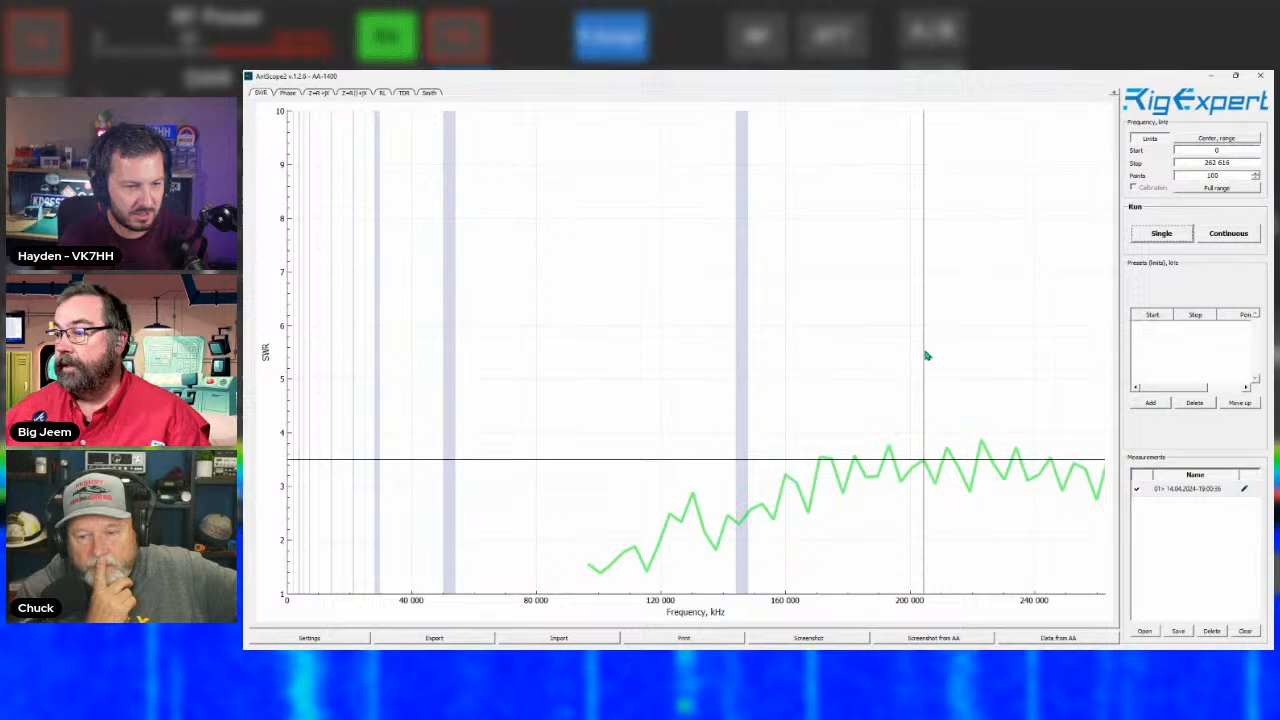 AntScope2 v.1.2.6 - AA-1400
SWR Phase Z=R+jX Z=R||+jX RL TDR Smith
RigExpert
Frequency, kHz
Limits Center, range
Start 0
Stop 262 616
Points 100
Calibration Full range
Run
Single Continuous
Presets (limits), kHz
Start Stop
Add Delete Move up
Measurements
Name
01> 14.04.2024-19:00:36
Open Save Delete Clear
10
9
8
7
6
5
4
3
2
1
SWR
0 40 000 80 000 120 000 160 000 200 000 240 000
Frequency, kHz
Settings Export Import Print Screenshot Screenshot from AA Data from AA
Hayden - VK7HH
Big Jeem
Chuck